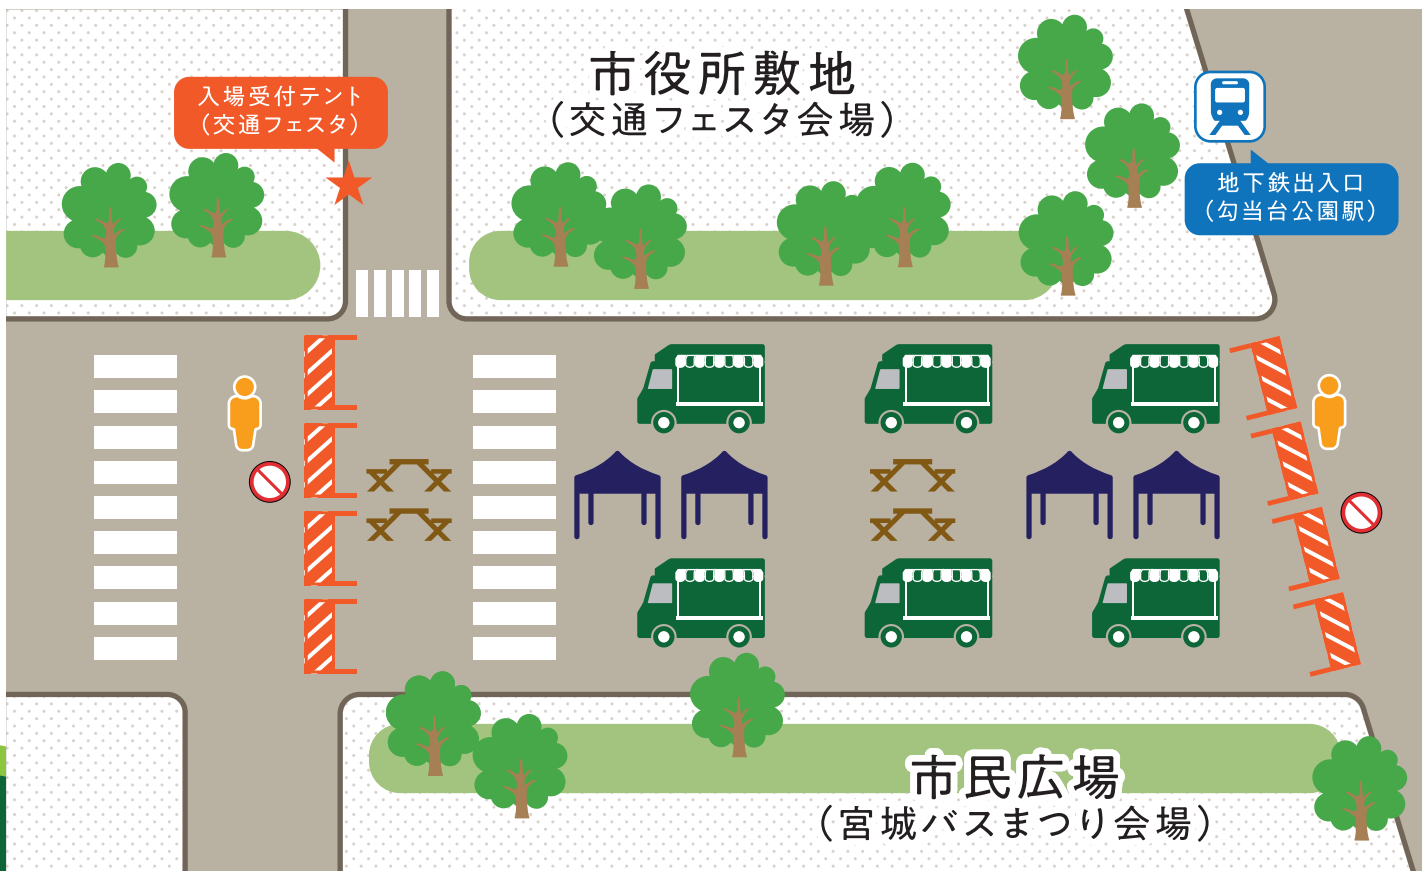 市役所敷地
（交通フェスタ会場）
入場受付テント
（交通フェスタ）
地下鉄出入口
（勾当台公園駅）
市民広場
（宮城バスまつり会場）